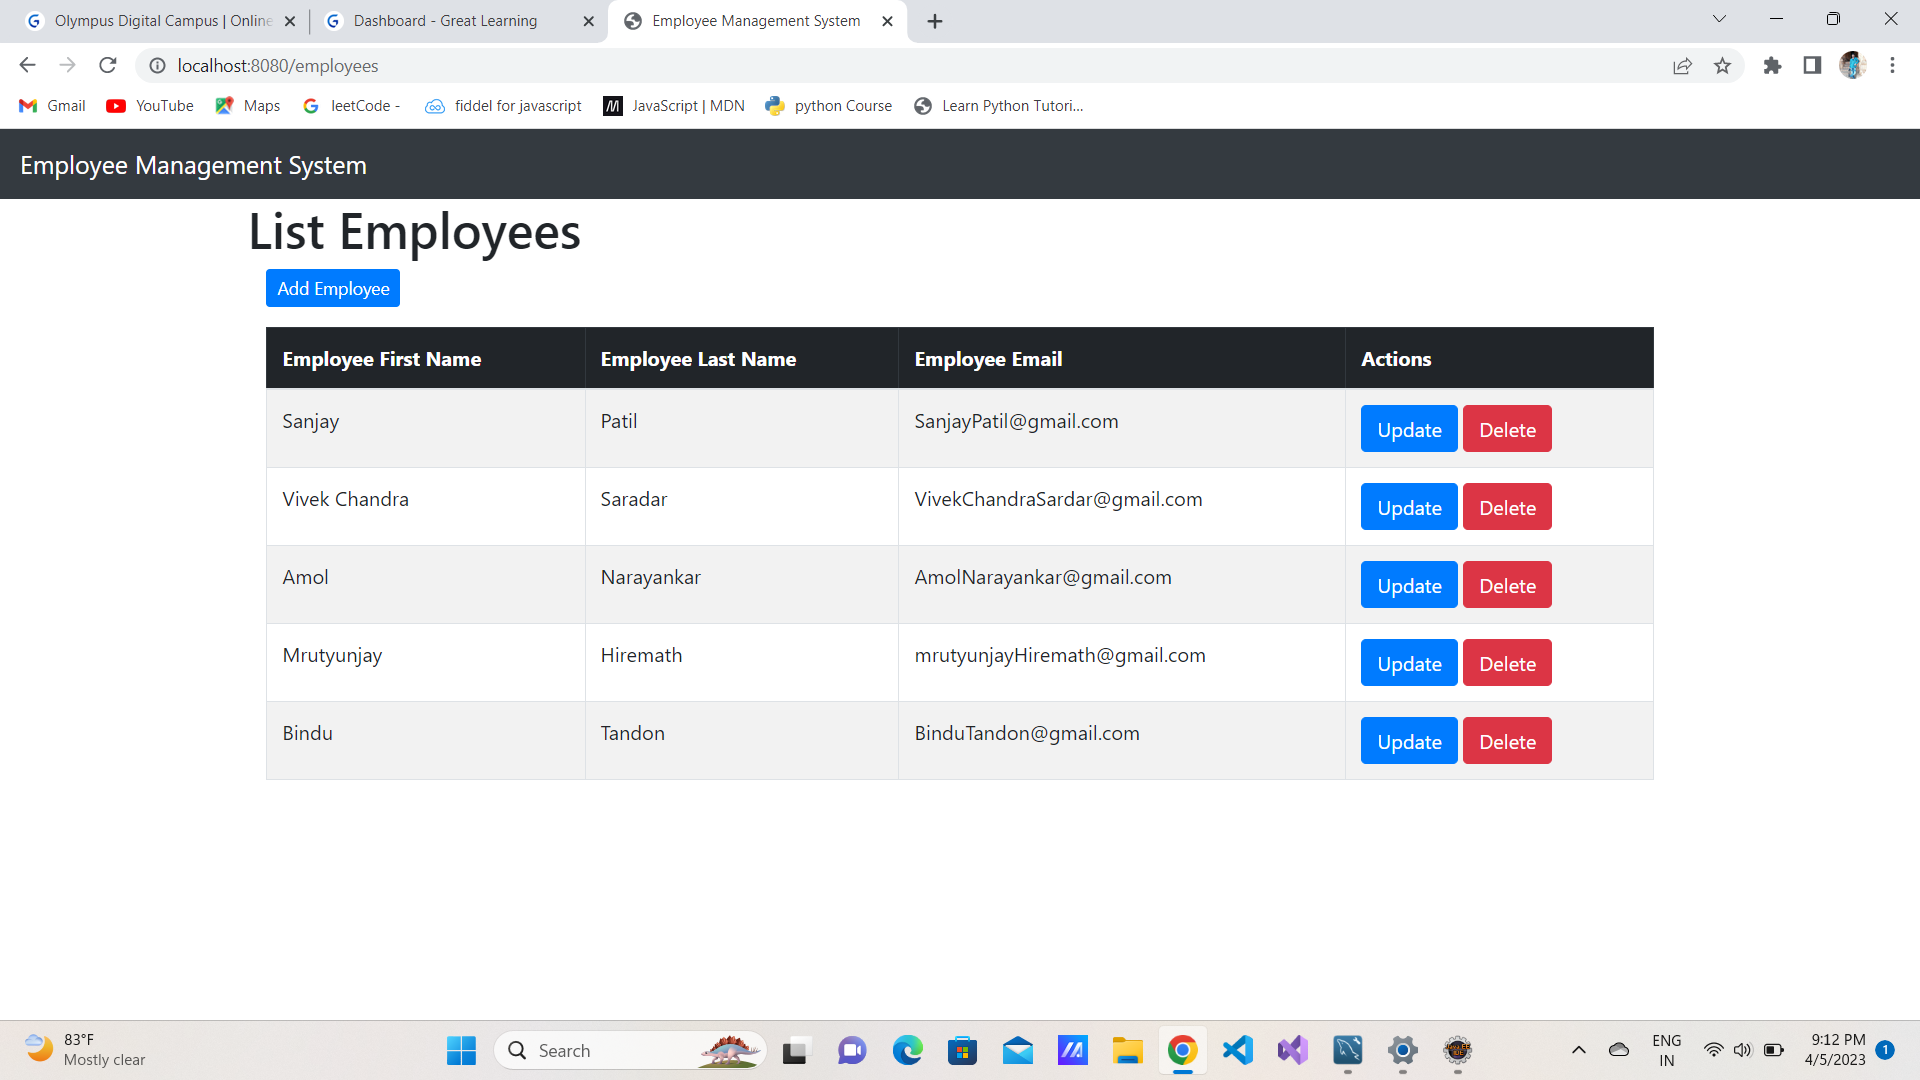 Olympus Digital Campus | Online
Dashboard - Great Learning
Employee Management System
localhost:8080/employees
Gmail
YouTube
Maps
leetCode -
fiddel for javascript
JavaScript | MDN
python Course
Learn Python Tutori...
Employee Management System
List Employees
Add Employee
Employee First Name Employee Last Name Employee Email Actions
Sanjay Patil SanjayPatil@gmail.com Update Delete
Vivek Chandra Saradar VivekChandraSardar@gmail.com Update Delete
Amol Narayankar AmolNarayankar@gmail.com Update Delete
Mrutyunjay Hiremath mrutyunjayHiremath@gmail.com Update Delete
Bindu Tandon BinduTandon@gmail.com Update Delete
83°F
Mostly clear
Search
ENG
IN
9:12 PM
4/5/2023
1